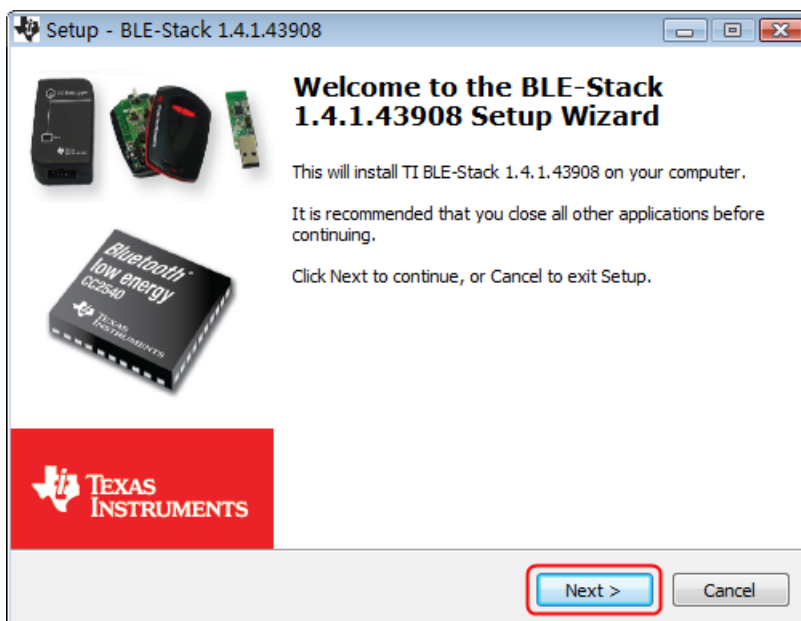 Setup - BLE-Stack 1.4.1.43908
Welcome to the BLE-Stack
1.4.1.43908 Setup Wizard
This will install TI BLE-Stack 1.4.1.43908 on your computer.
It is recommended that you close all other applications before
continuing.
Click Next to continue, or Cancel to exit Setup.
Bluetooth®
low energy
CC2540
TEXAS
INSTRUMENTS
TEXAS
INSTRUMENTS
Next >
Cancel